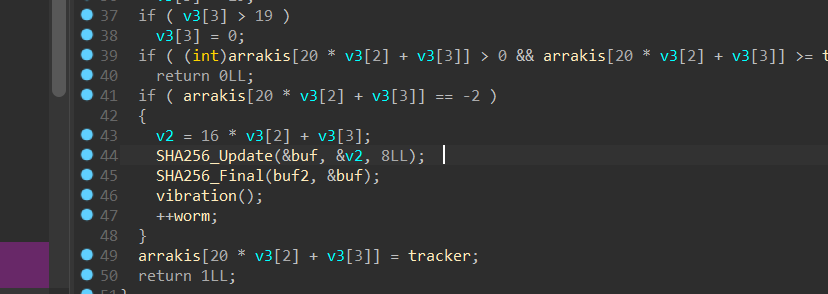 37 if ( v3[3] > 19 )
38 v3[3] = 0;
39 if ( (int)arrakis[20 * v3[2] + v3[3]] > 0 && arrakis[20 * v3[2] + v3[3]] >= t
40 return 0LL;
41 if ( arrakis[20 * v3[2] + v3[3]] == -2 )
42 {
43 v2 = 16 * v3[2] + v3[3];
44 SHA256_Update(&buf, &v2, 8LL);
45 SHA256_Final(buf2, &buf);
46 vibration();
47 ++worm;
48 }
49 arrakis[20 * v3[2] + v3[3]] = tracker;
50 return 1LL;